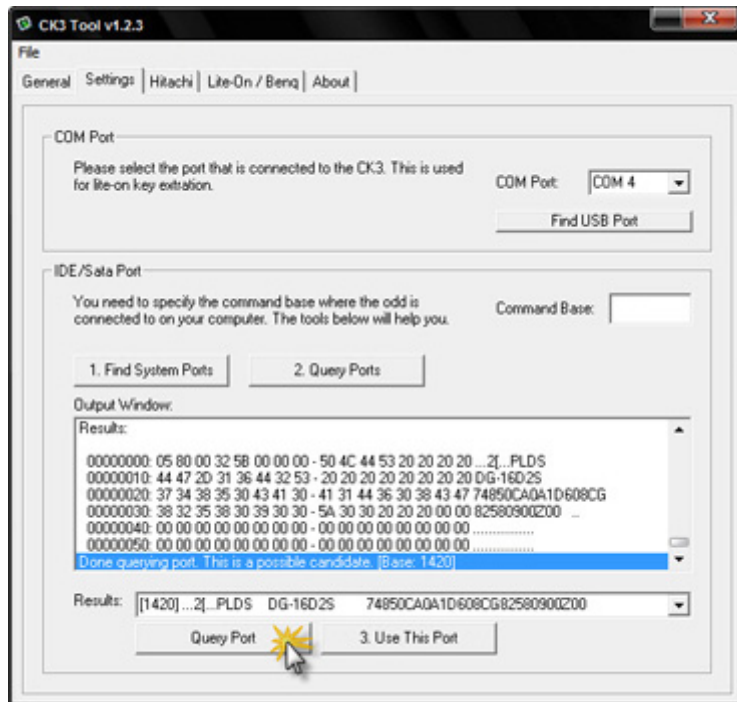 CK3 Tool v1.2.3
File
General Settings Hitachi Lite-On / Benq About
COM Port
Please select the port that is connected to the CK3. This is used
for lite-on key extration.
COM Port: COM 4
Find USB Port
IDE/Sata Port
You need to specify the command base where the odd is
connected to on your computer. The tools below will help you.
Command Base:
1. Find System Ports 2. Query Ports
Output Window:
Results:
00000000: 05 80 00 32 5B 00 00 00 - 50 4C 44 53 20 20 20 20 ...2[...PLDS
00000010: 44 47 2D 31 36 44 32 53 - 20 20 20 20 20 20 20 20 DG-16D2S
00000020: 37 34 38 35 30 43 41 30 - 41 31 44 36 30 38 43 47 74850CA0A1D608CG
00000030: 38 32 35 38 30 39 30 30 - 5A 30 30 20 20 20 00 00 82580900Z00 ..
00000040: 00 00 00 00 00 00 00 00 - 00 00 00 00 00 00 00 00 ...............
00000050: 00 00 00 00 00 00 00 00 - 00 00 00 00 00 00 00 00 ...............
Done querying port. This is a possible candidate. [Base: 1420]
Results: [1420] ...2[...PLDS DG-16D2S 74850CA0A1D608CG82580900Z00
Query Port 3. Use This Port